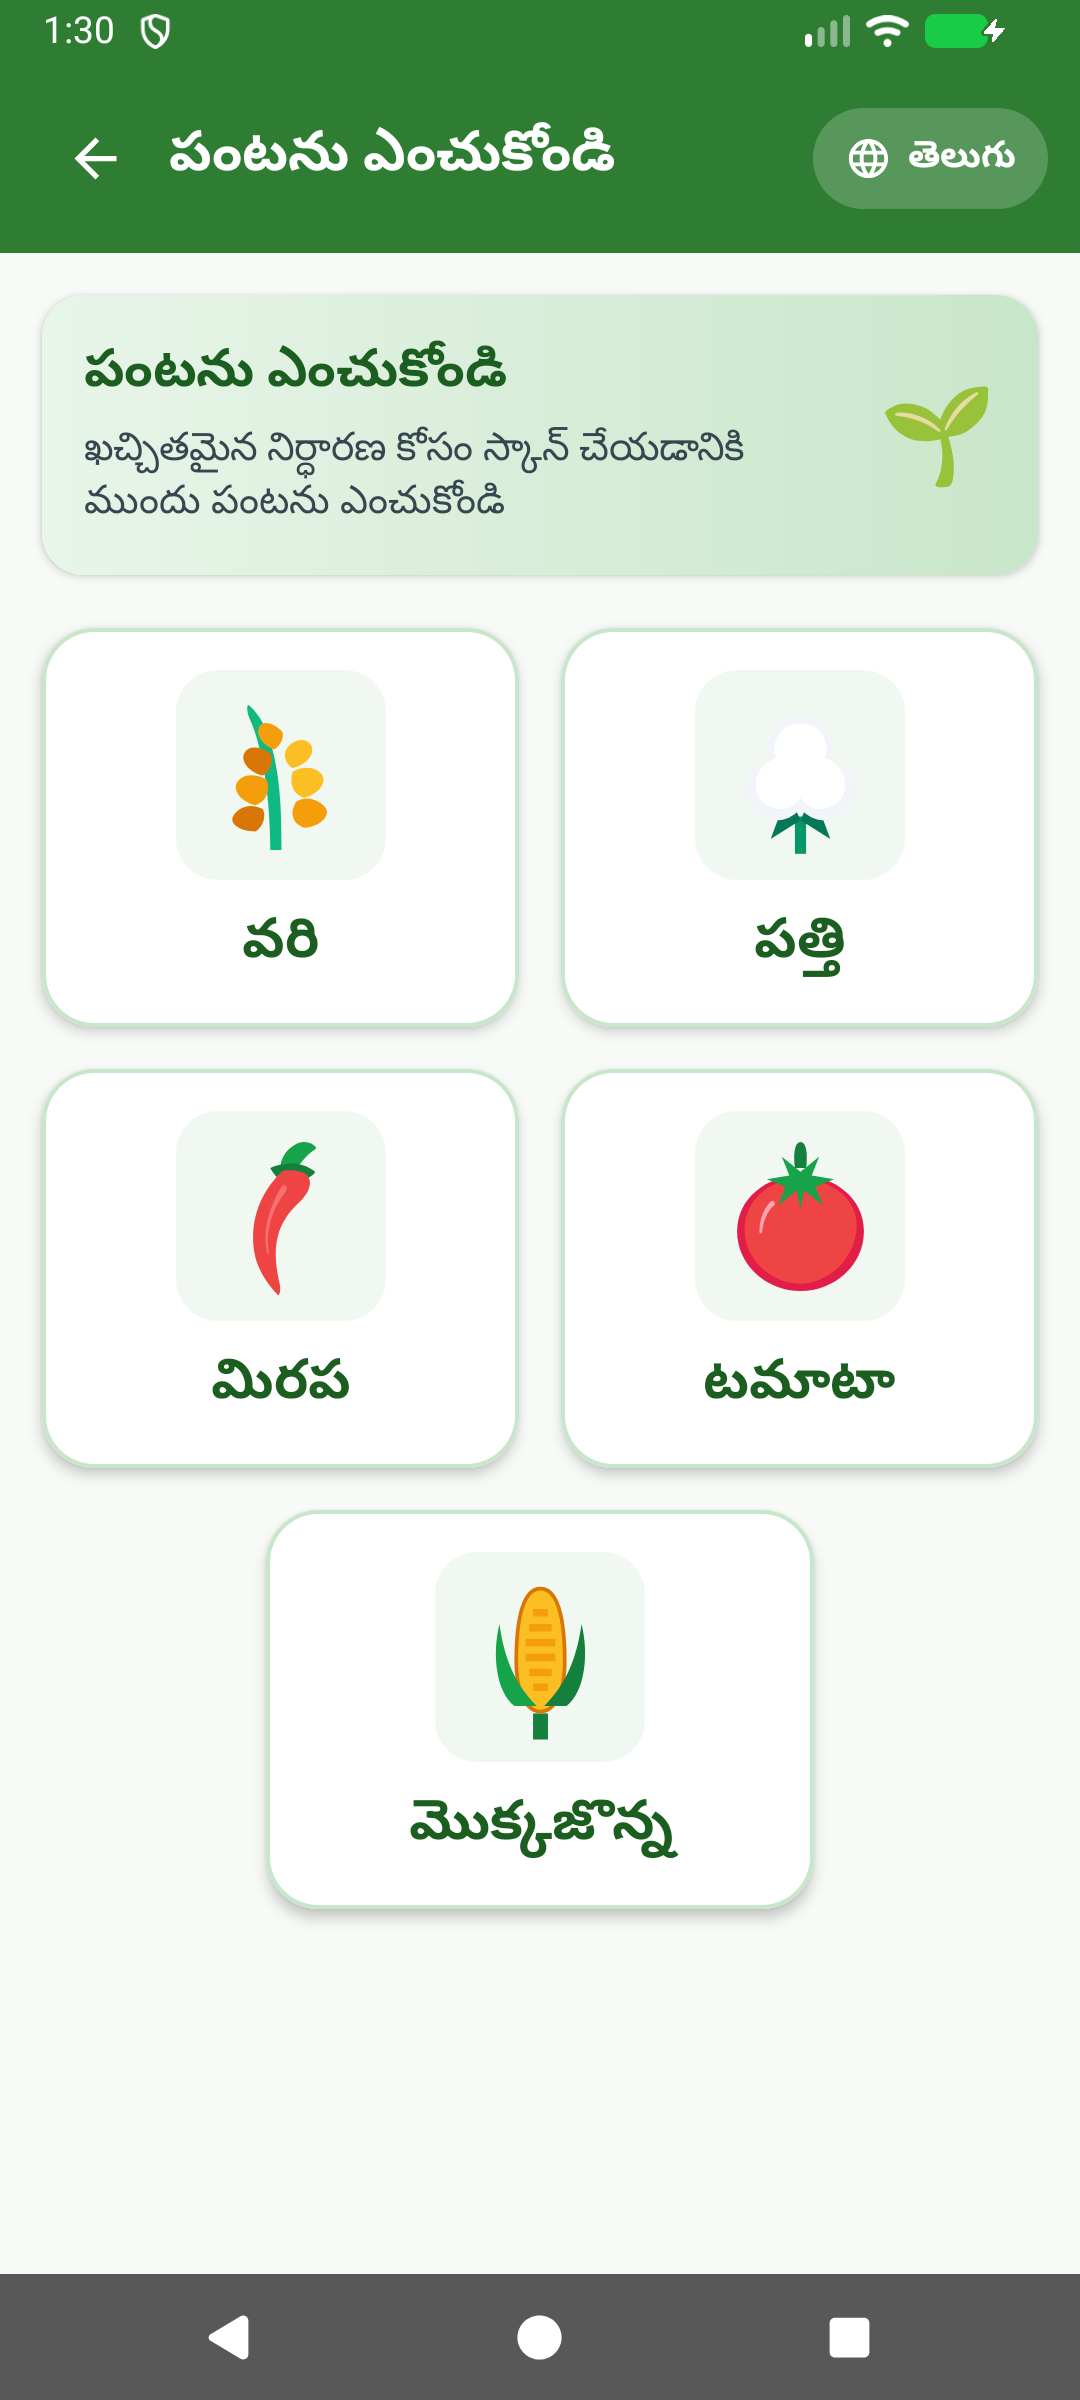 1:30
పంటను ఎంచుకోండి
తెలుగు
పంటను ఎంచుకోండి
ఖచ్చితమైన నిర్ధారణ కోసం స్కాన్ చేయడానికి
ముందు పంటను ఎంచుకోండి
వరి
పత్తి
మిరప
టమాటా
మొక్కజొన్న